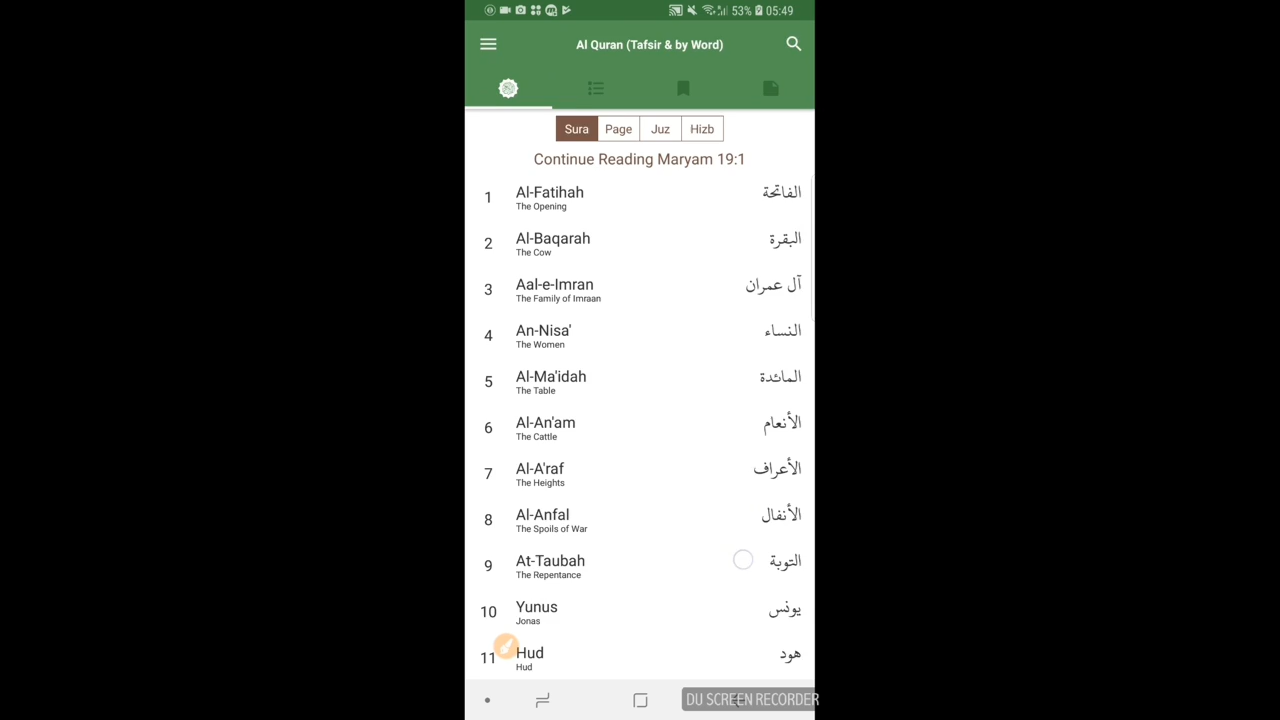 53% 05:49
Al Quran (Tafsir & by Word)
Sura Page Juz Hizb
Continue Reading Maryam 19:1
1 Al-Fatihah الفاتحة
The Opening
2 Al-Baqarah البقرة
The Cow
3 Aal-e-Imran آل عمران
The Family of Imraan
4 An-Nisa' النساء
The Women
5 Al-Ma'idah المائدة
The Table
6 Al-An'am الأنعام
The Cattle
7 Al-A'raf الأعراف
The Heights
8 Al-Anfal الأنفال
The Spoils of War
9 At-Taubah التوبة
The Repentance
10 Yunus يونس
Jonas
11 Hud هود
Hud
DU SCREEN RECORDER